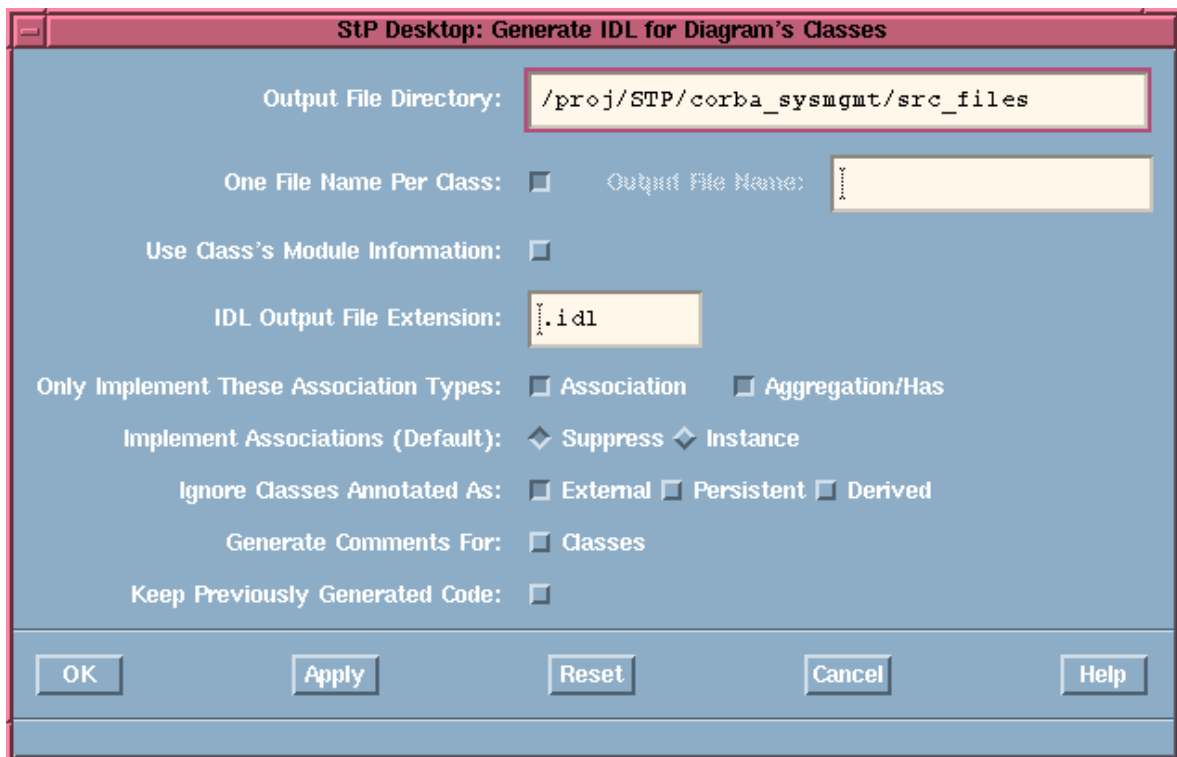 StP Desktop: Generate IDL for Diagram's Classes
Output File Directory: /proj/STP/corba_sysmgmt/src_files
One File Name Per Class: Output File Name:
Use Class's Module Information:
IDL Output File Extension: .idl
Only Implement These Association Types: Association Aggregation/Has
Implement Associations (Default): Suppress Instance
Ignore Classes Annotated As: External Persistent Derived
Generate Comments For: Classes
Keep Previously Generated Code:
OK Apply Reset Cancel Help